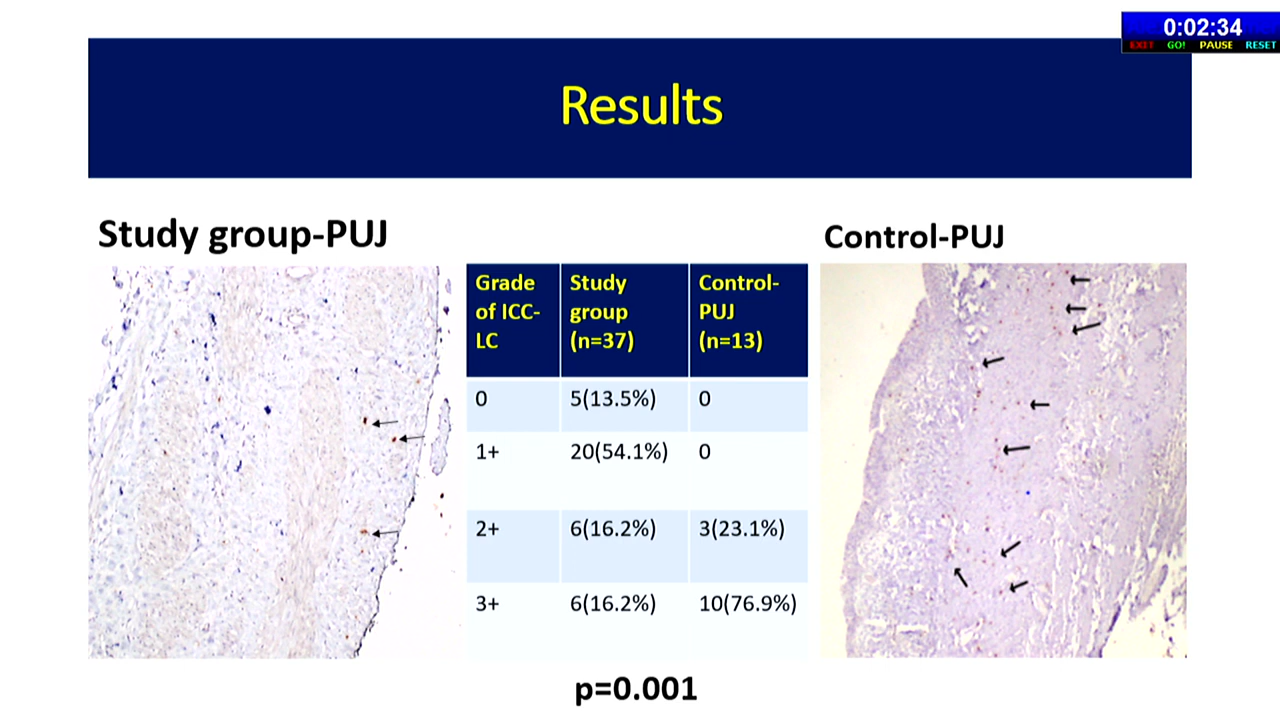 0:02:34
EXIT GO! PAUSE RESET
Results
Study group-PUJ
Control-PUJ
Grade of ICC-LC Study group (n=37) Control-PUJ (n=13)
0 5(13.5%) 0
1+ 20(54.1%) 0
2+ 6(16.2%) 3(23.1%)
3+ 6(16.2%) 10(76.9%)
p=0.001